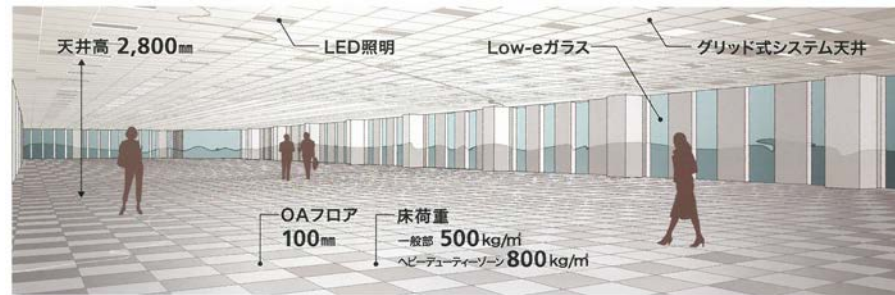 天井高 2,800㎜
LED照明
Low-eガラス
グリッド式システム天井
OAフロア
100㎜
床荷重
一般部 500kg/㎡
ヘビーデューティーゾーン 800kg/㎡